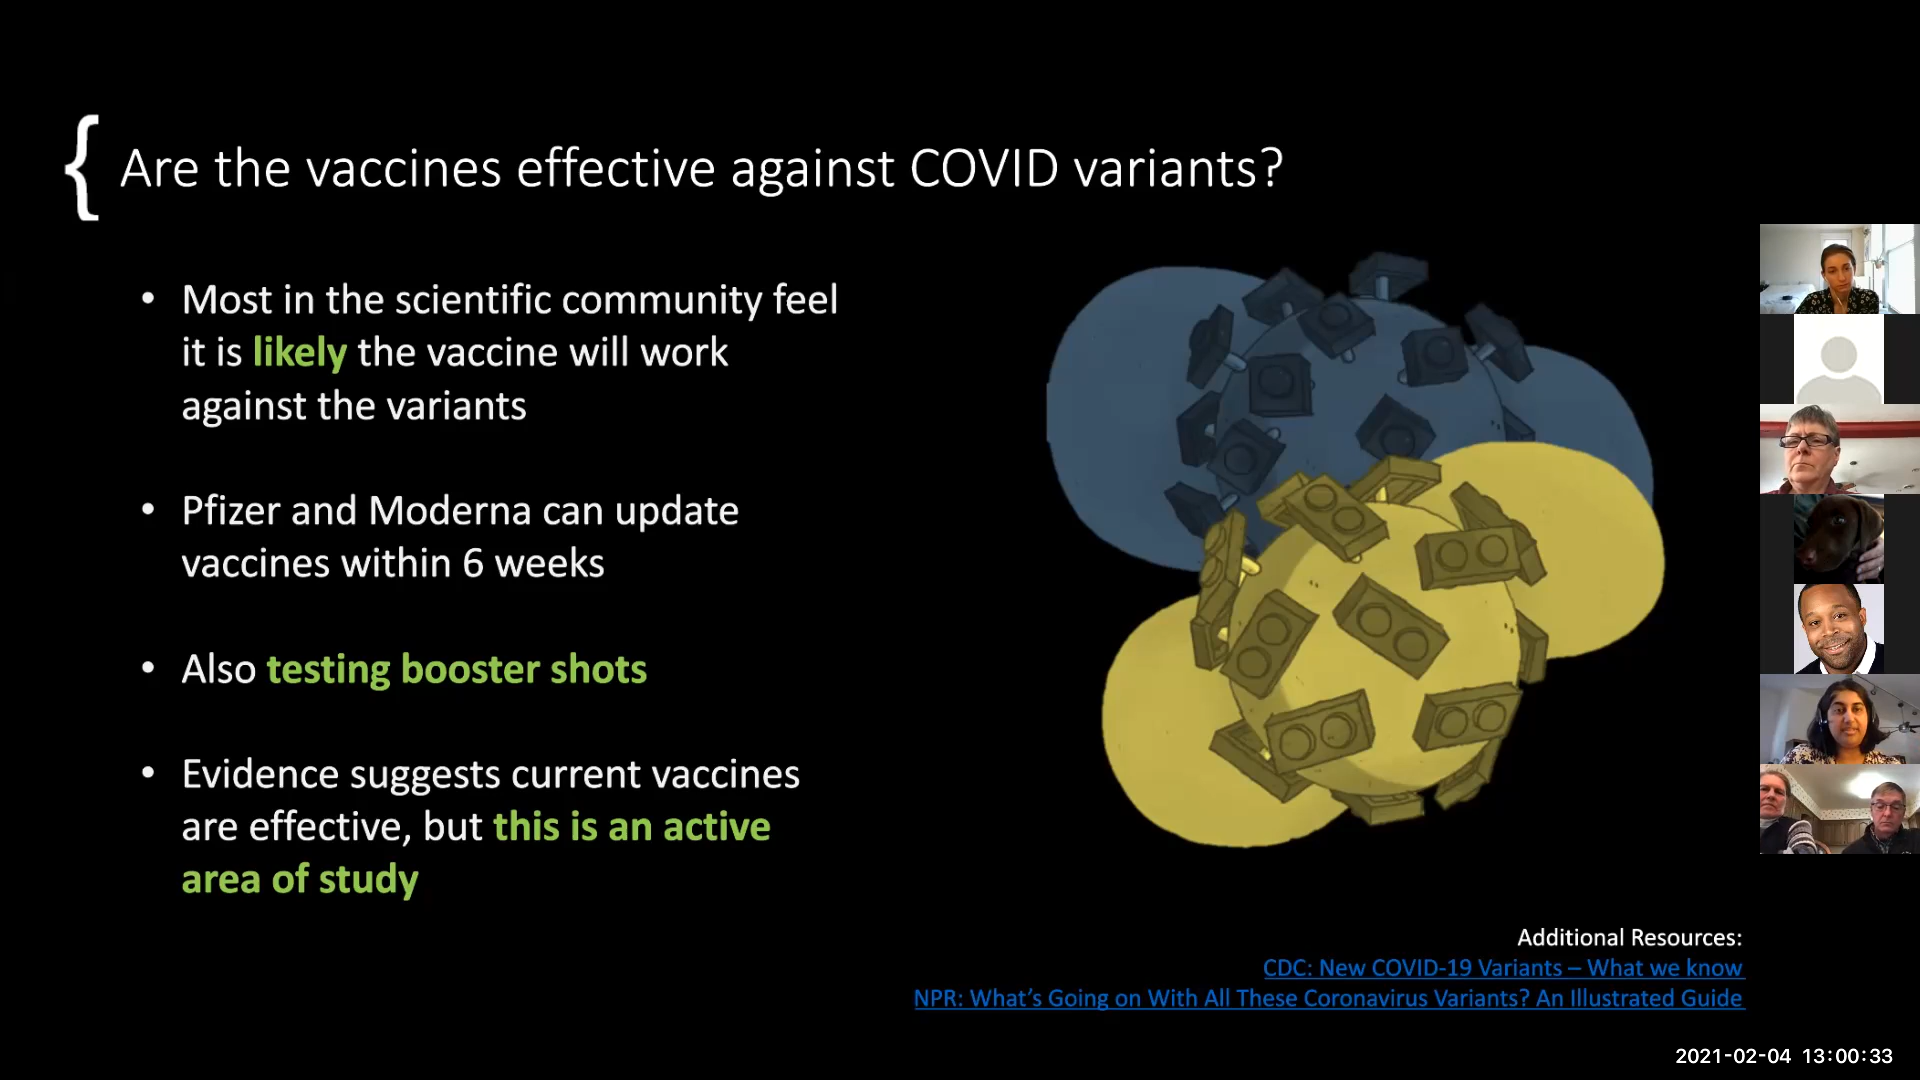 { Are the vaccines effective against COVID variants?
• Most in the scientific community feel
it is likely the vaccine will work
against the variants
• Pfizer and Moderna can update
vaccines within 6 weeks
• Also testing booster shots
• Evidence suggests current vaccines
are effective, but this is an active
area of study
Additional Resources:
CDC: New COVID-19 Variants – What we know
NPR: What’s Going on With All These Coronavirus Variants? An Illustrated Guide
2021-02-04 13:00:33